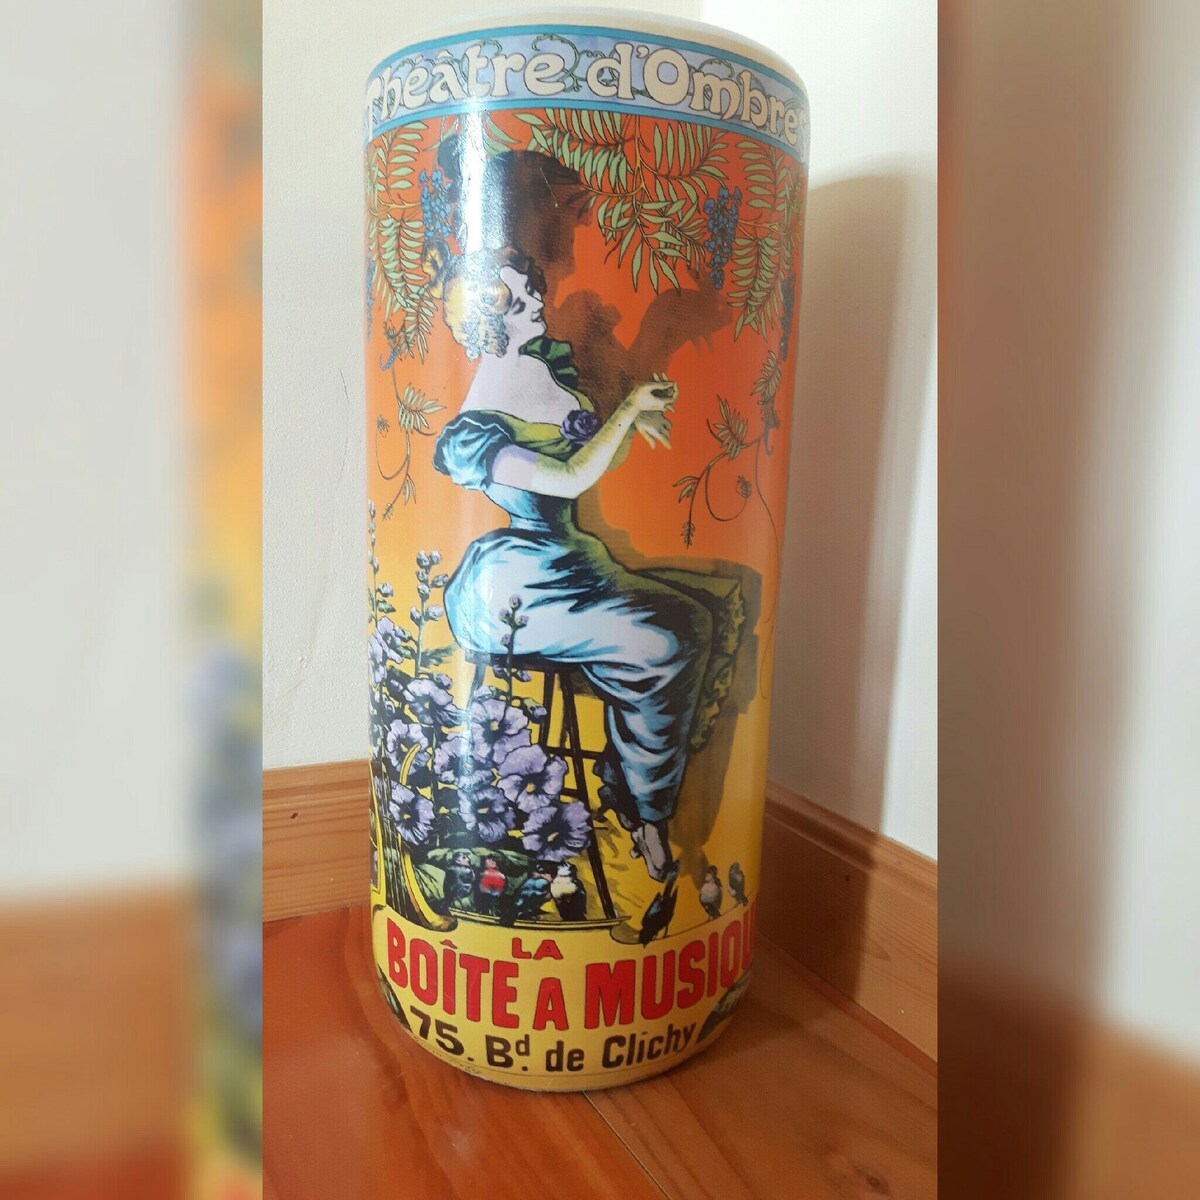 Théâtre d'Ombres
LA
BOÎTE A MUSIQU
75. Bd. de Clichy